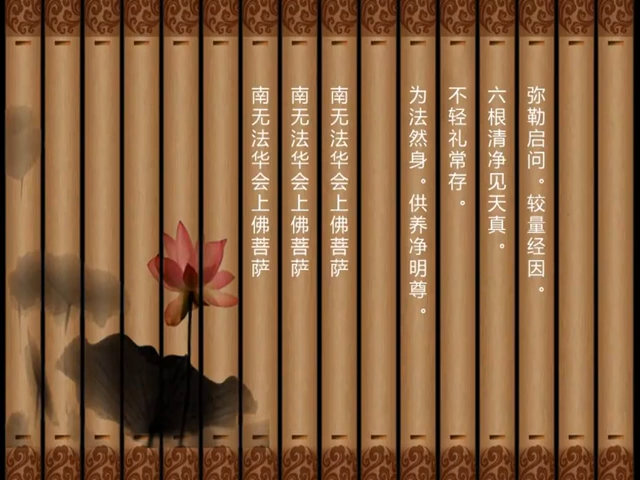 弥勒启问。较量经因。
六根清净见天真。
不轻礼常存。
为法然身。供养净明尊。
南无法华会上佛菩萨
南无法华会上佛菩萨
南无法华会上佛菩萨